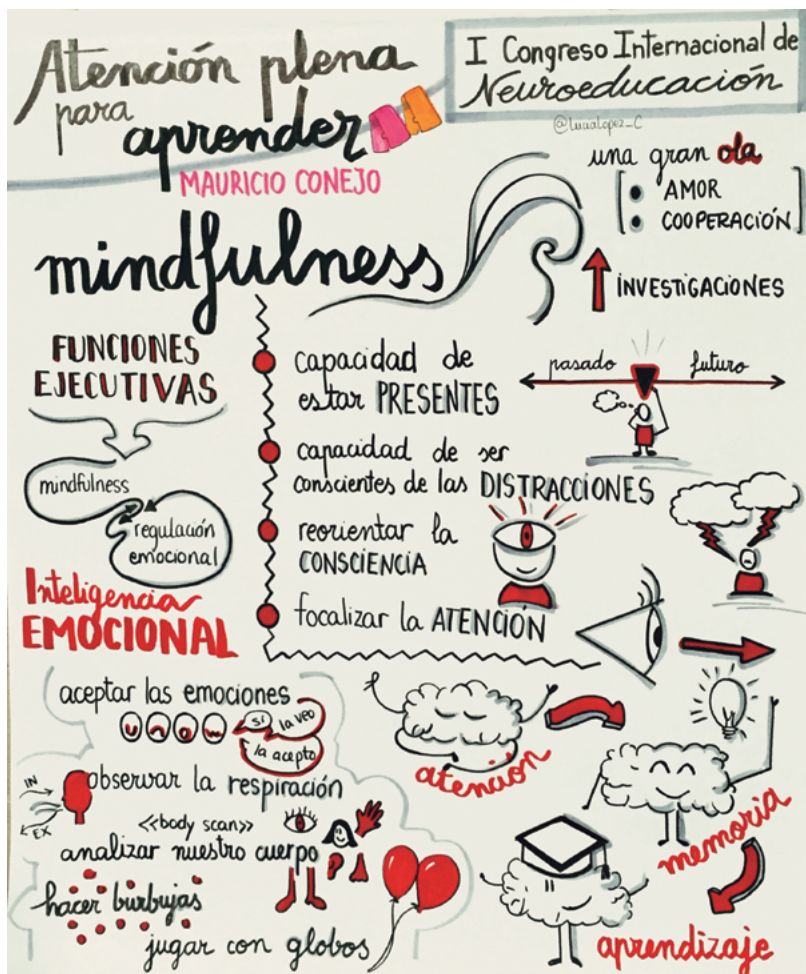 Atención plena
para
aprender
MAURICIO CONEJO
I Congreso Internacional de
Neuroeducación
@LuciaLopez_C
una gran ola
AMOR
COOPERACIÓN
mindfulness
INVESTIGACIONES
FUNCIONES
EJECUTIVAS
mindfulness
regulación
emocional
Inteligencia
EMOCIONAL
capacidad de
estar PRESENTES
pasado futuro
capacidad de ser
conscientes de las DISTRACCIONES
reorientar la
CONSCIENCIA
focalizar la ATENCIÓN
aceptar las emociones
sí
la veo
la acepto
observar la respiración
IN
EX
<<body scan>>
analizar nuestro cuerpo
hacer burbujas
jugar con globos
atención
memoria
aprendizaje